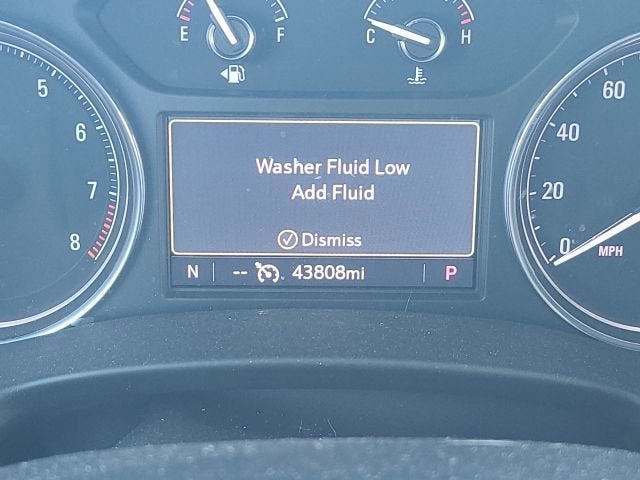 E F
C H
5
6
7
8
60
40
20
0
MPH
Washer Fluid Low
Add Fluid
Dismiss
N -- 43808mi P